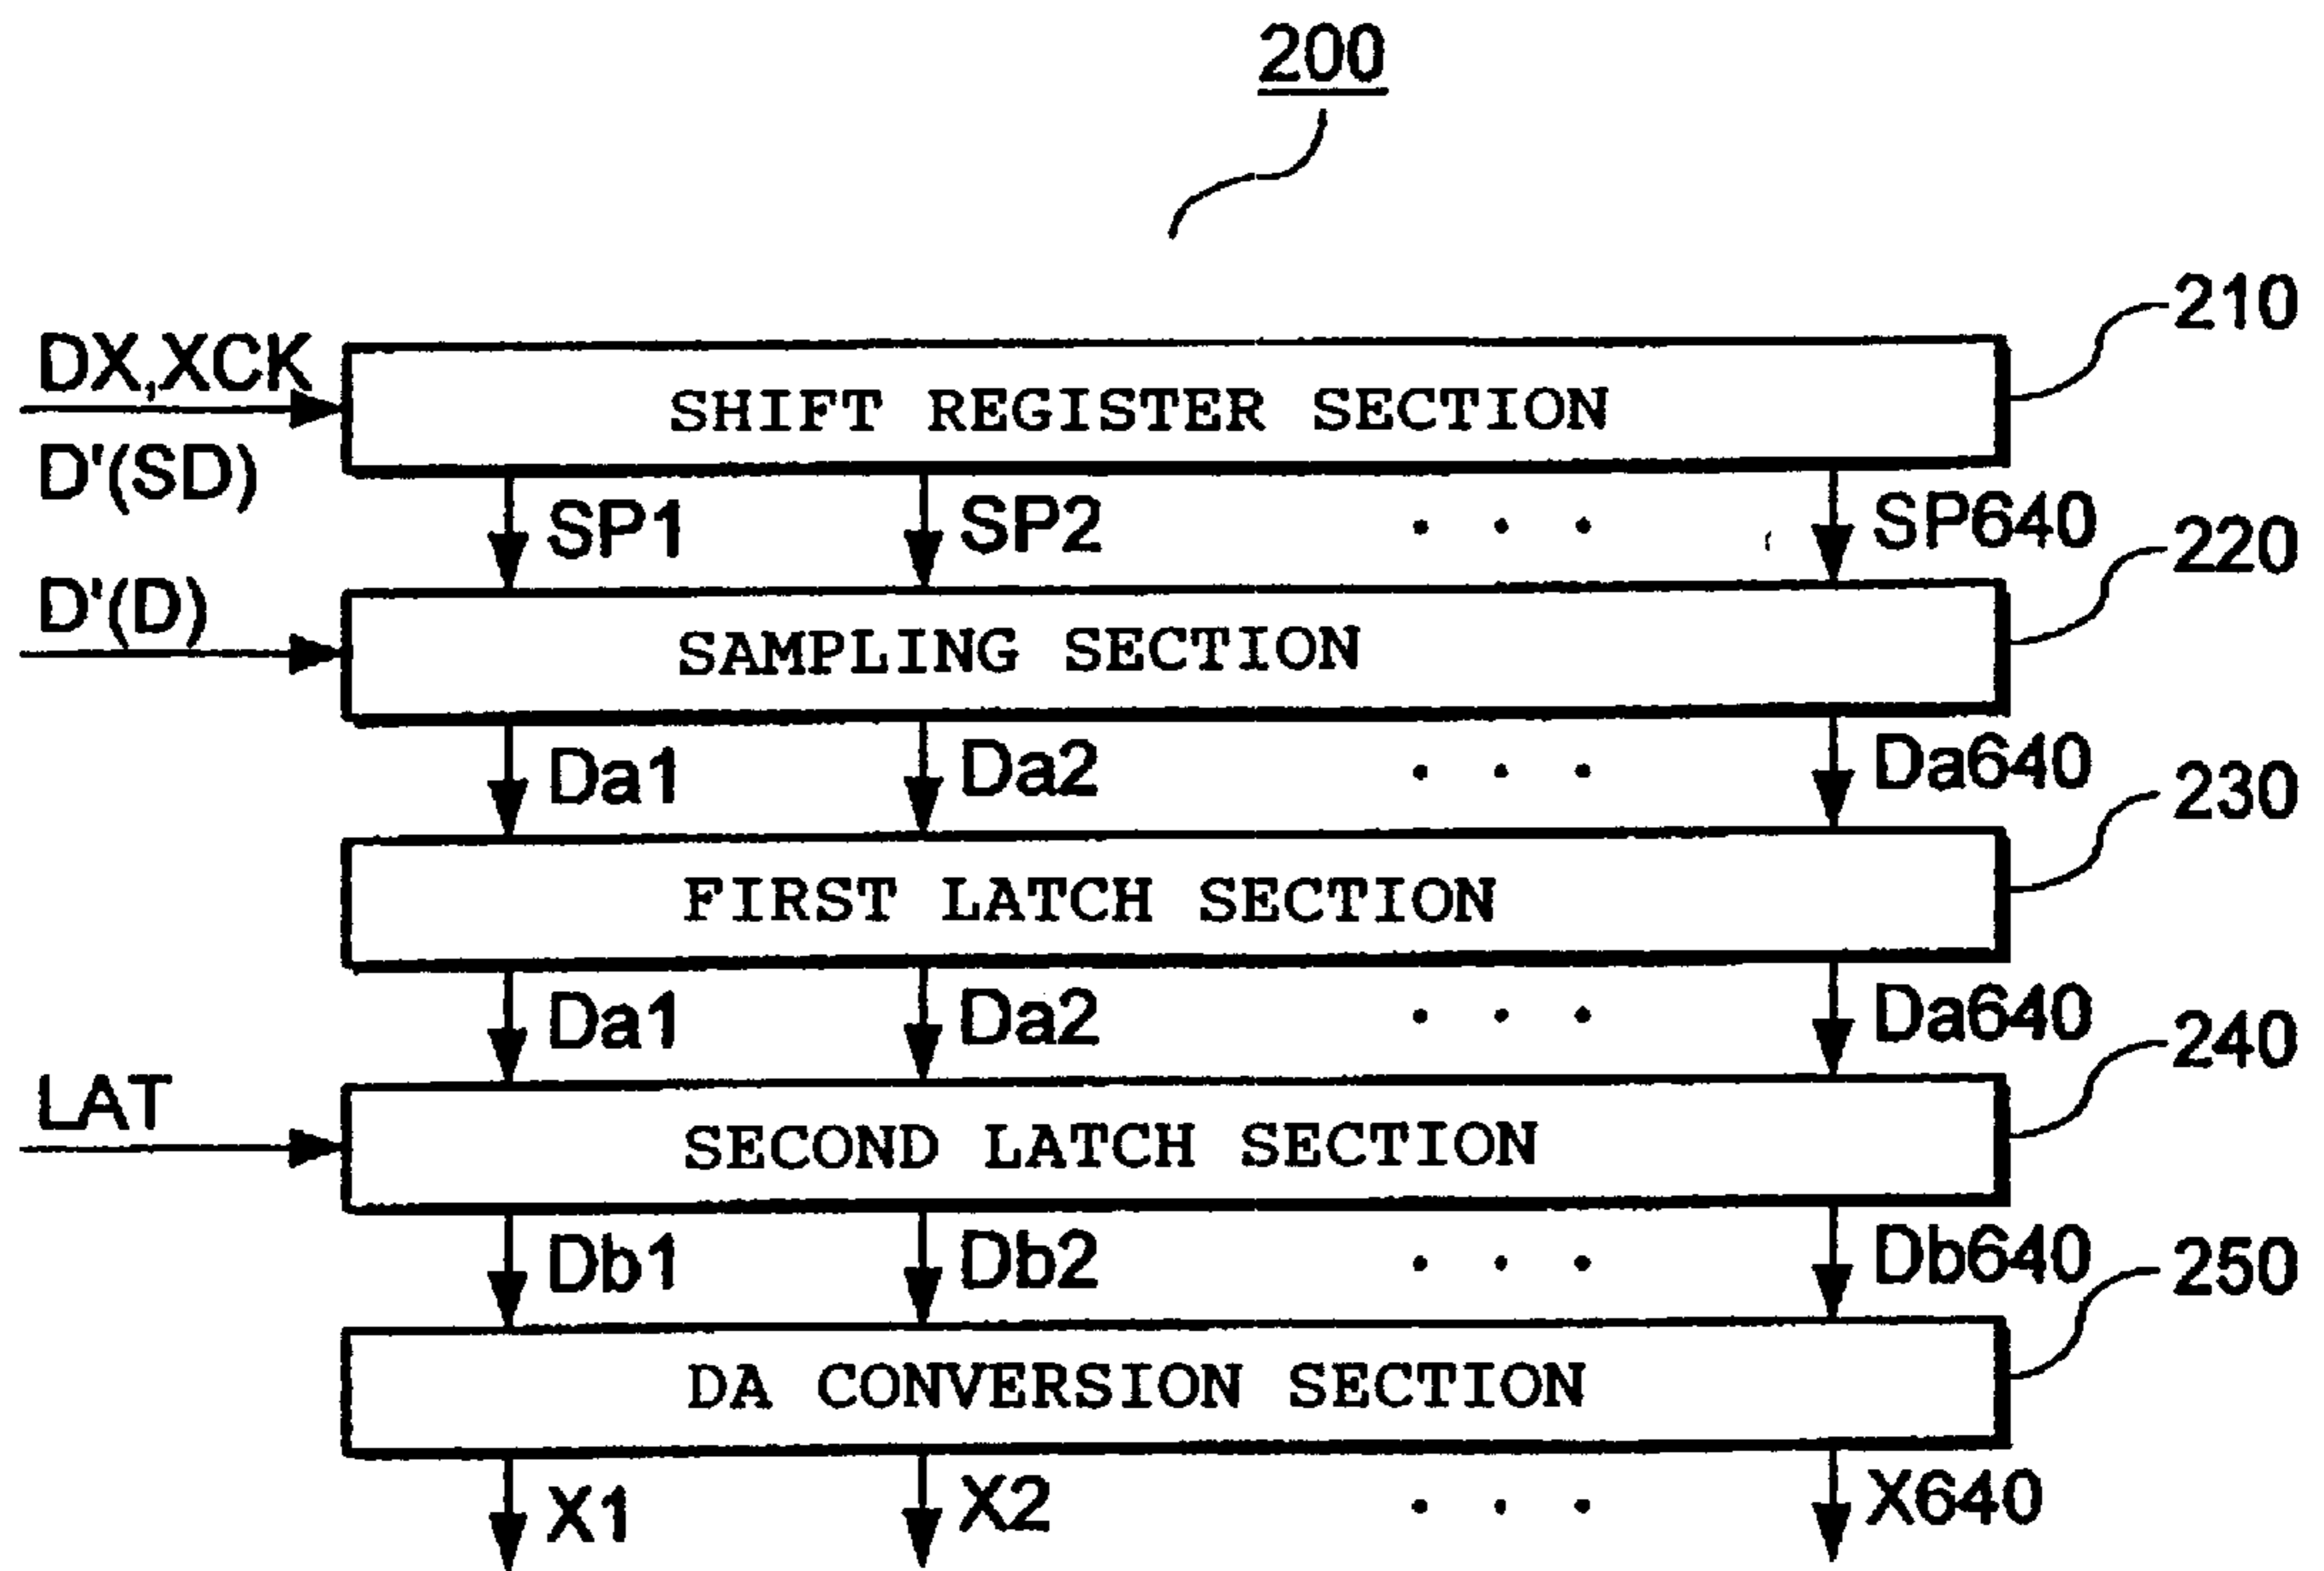 200
210
DX,XCK
SHIFT REGISTER SECTION
D'(SD)
SP1 SP2 . . . SP640
220
D'(D)
SAMPLING SECTION
Da1 Da2 . . . Da640
230
FIRST LATCH SECTION
Da1 Da2 . . . Da640
240
LAT
SECOND LATCH SECTION
Db1 Db2 . . . Db640
250
DA CONVERSION SECTION
X1 X2 . . . X640